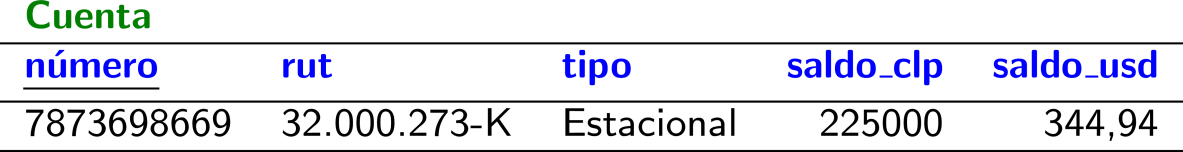 Cuenta
número rut tipo saldo_clp saldo_usd
7873698669 32.000.273-K Estacional 225000 344,94